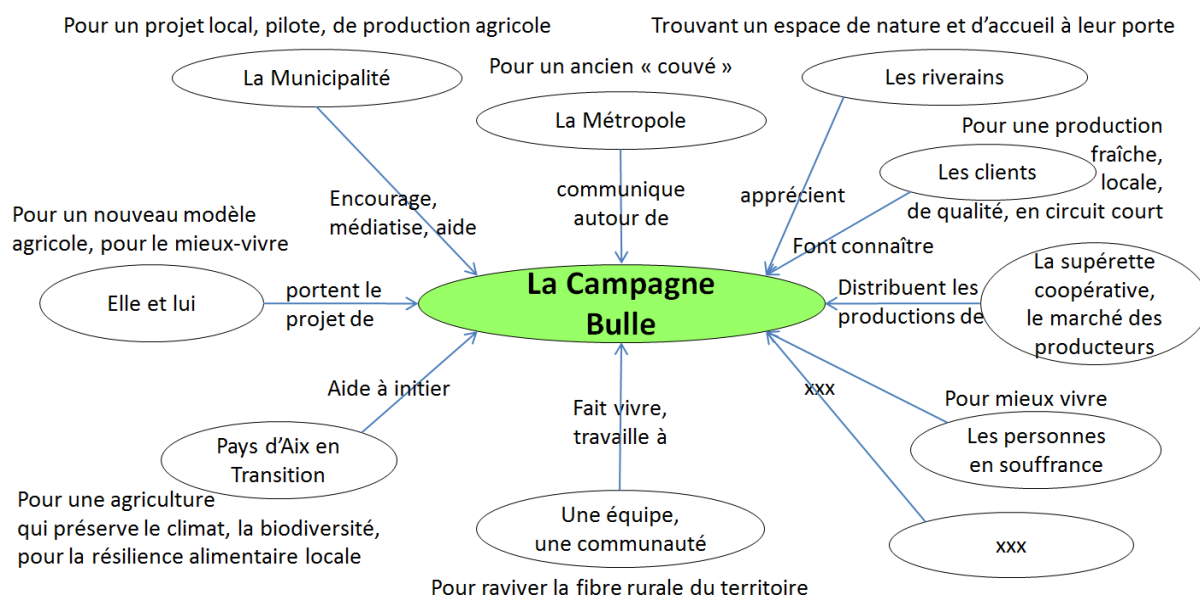 Pour un projet local, pilote, de production agricole
La Municipalité
Encourage,
médiatise, aide
Pour un ancien « couvé »
La Métropole
communique
autour de
Trouvant un espace de nature et d’accueil à leur porte
Les riverains
apprécient
Pour une production
fraîche,
locale,
de qualité, en circuit court
Les clients
Font connaître
Pour un nouveau modèle
agricole, pour le mieux-vivre
Elle et lui
portent le
projet de
La Campagne
Bulle
Distribuent les
productions de
La supérette
coopérative,
le marché des
producteurs
Aide à initier
Pays d’Aix en
Transition
Pour une agriculture
qui préserve le climat, la biodiversité,
pour la résilience alimentaire locale
Fait vivre,
travaille à
Une équipe,
une communauté
Pour raviver la fibre rurale du territoire
xxx
Pour mieux vivre
Les personnes
en souffrance
xxx